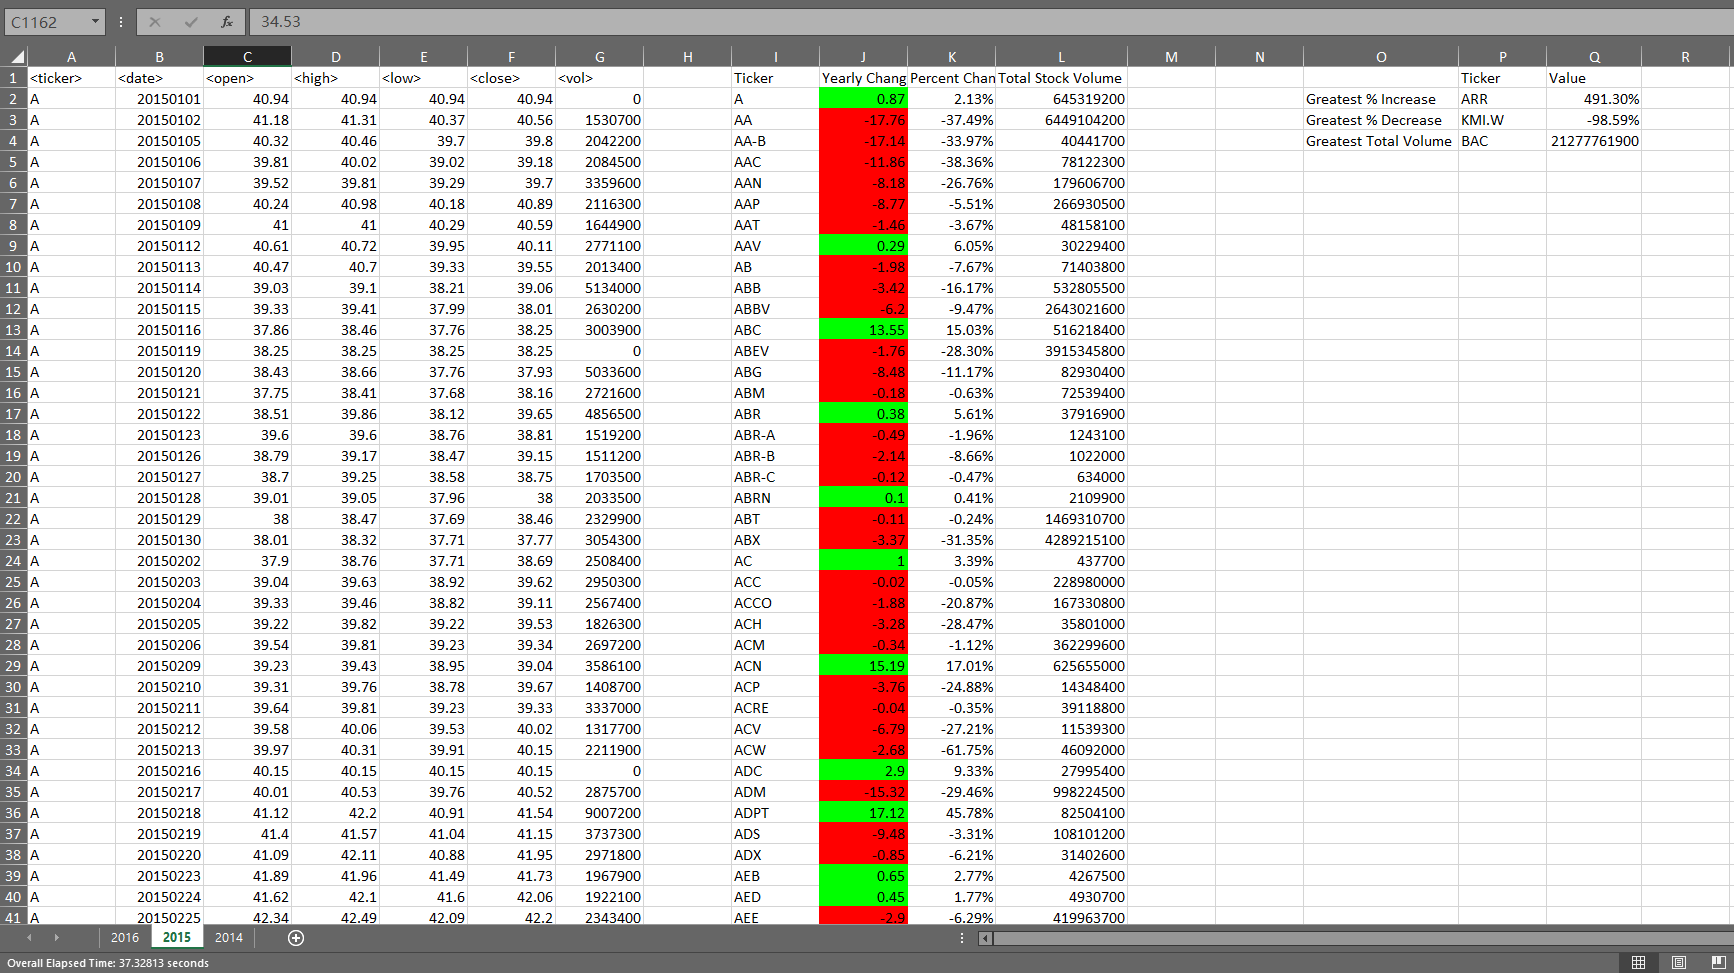 C1162 fx 34.53
A B C D E F G H I J K L M N O P Q R
1 <ticker> <date> <open> <high> <low> <close> <vol> Ticker Yearly Chang Percent Chan Total Stock Volume Ticker Value
2 A 20150101 40.94 40.94 40.94 40.94 0 A 0.87 2.13% 645319200 Greatest % Increase ARR 491.30%
3 A 20150102 41.18 41.31 40.37 40.56 1530700 AA -17.76 -37.49% 6449104200 Greatest % Decrease KMI.W -98.59%
4 A 20150105 40.32 40.46 39.7 39.8 2042200 AA-B -17.14 -33.97% 40441700 Greatest Total Volume BAC 21277761900
5 A 20150106 39.81 40.02 39.02 39.18 2084500 AAC -11.86 -38.36% 78122300
6 A 20150107 39.52 39.81 39.29 39.7 3359600 AAN -8.18 -26.76% 179606700
7 A 20150108 40.24 40.98 40.18 40.89 2116300 AAP -8.77 -5.51% 266930500
8 A 20150109 41 41 40.29 40.59 1644900 AAT -1.46 -3.67% 48158100
9 A 20150112 40.61 40.72 39.95 40.11 2771100 AAV 0.29 6.05% 30229400
10 A 20150113 40.47 40.7 39.33 39.55 2013400 AB -1.98 -7.67% 71403800
11 A 20150114 39.03 39.1 38.21 39.06 5134000 ABB -3.42 -16.17% 532805500
12 A 20150115 39.33 39.41 37.99 38.01 2630200 ABBV -6.2 -9.47% 2643021600
13 A 20150116 37.86 38.46 37.76 38.25 3003900 ABC 13.55 15.03% 516218400
14 A 20150119 38.25 38.25 38.25 38.25 0 ABEV -1.76 -28.30% 3915345800
15 A 20150120 38.43 38.66 37.76 37.93 5033600 ABG -8.48 -11.17% 82930400
16 A 20150121 37.75 38.41 37.68 38.16 2721600 ABM -0.18 -0.63% 72539400
17 A 20150122 38.51 39.86 38.12 39.65 4856500 ABR 0.38 5.61% 37916900
18 A 20150123 39.6 39.6 38.76 38.81 1519200 ABR-A -0.49 -1.96% 1243100
19 A 20150126 38.79 39.17 38.47 39.15 1511200 ABR-B -2.14 -8.66% 1022000
20 A 20150127 38.7 39.25 38.58 38.75 1703500 ABR-C -0.12 -0.47% 634000
21 A 20150128 39.01 39.05 37.96 38 2033500 ABRN 0.1 0.41% 2109900
22 A 20150129 38 38.47 37.69 38.46 2329900 ABT -0.11 -0.24% 1469310700
23 A 20150130 38.01 38.32 37.71 37.77 3054300 ABX -3.37 -31.35% 4289215100
24 A 20150202 37.9 38.76 37.71 38.69 2508400 AC 1 3.39% 437700
25 A 20150203 39.04 39.63 38.92 39.62 2950300 ACC -0.02 -0.05% 228980000
26 A 20150204 39.33 39.46 38.82 39.11 2567400 ACCO -1.88 -20.87% 167330800
27 A 20150205 39.22 39.82 39.22 39.53 1826300 ACH -3.28 -28.47% 35801000
28 A 20150206 39.54 39.81 39.23 39.34 2697200 ACM -0.34 -1.12% 362299600
29 A 20150209 39.23 39.43 38.95 39.04 3586100 ACN 15.19 17.01% 625655000
30 A 20150210 39.31 39.76 38.78 39.67 1408700 ACP -3.76 -24.88% 14348400
31 A 20150211 39.64 39.81 39.23 39.33 3337000 ACRE -0.04 -0.35% 39118800
32 A 20150212 39.58 40.06 39.53 40.02 1317700 ACV -6.79 -27.21% 11539300
33 A 20150213 39.97 40.31 39.91 40.15 2211900 ACW -2.68 -61.75% 46092000
34 A 20150216 40.15 40.15 40.15 40.15 0 ADC 2.9 9.33% 27995400
35 A 20150217 40.01 40.53 39.76 40.52 2875700 ADM -15.32 -29.46% 998224500
36 A 20150218 41.12 42.2 40.91 41.54 9007200 ADPT 17.12 45.78% 82504100
37 A 20150219 41.4 41.57 41.04 41.15 3737300 ADS -9.48 -3.31% 108101200
38 A 20150220 41.09 42.11 40.88 41.95 2971800 ADX -0.85 -6.21% 31402600
39 A 20150223 41.89 41.96 41.49 41.73 1967900 AEB 0.65 2.77% 4267500
40 A 20150224 41.62 42.1 41.6 42.06 1922100 AED 0.45 1.77% 4930700
41 A 20150225 42.34 42.49 42.09 42.2 2343400 AEE -2.9 -6.29% 419963700
2016 2015 2014
Overall Elapsed Time: 37.32813 seconds